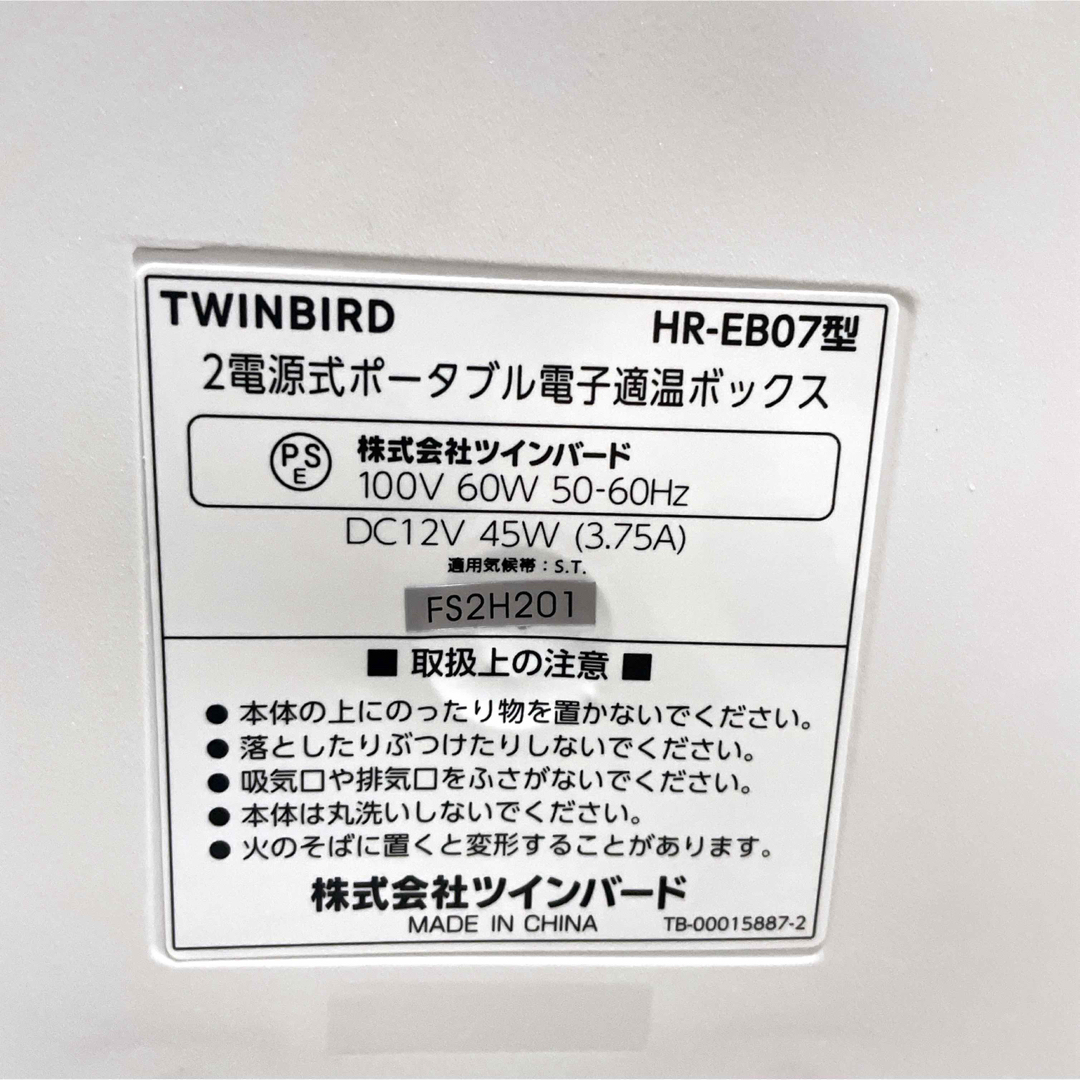 TWINBIRD HR-EB07型
2電源式ポータブル電子適温ボックス
PSE 株式会社ツインバード
100V 60W 50-60Hz
DC12V 45W (3.75A)
適用気候帯：S.T.
FS2H201
■ 取扱上の注意 ■
● 本体の上にのったり物を置かないでください。
● 落としたりぶつけたりしないでください。
● 吸気口や排気口をふさがないでください。
● 本体は丸洗いしないでください。
● 火のそばに置くと変形することがあります。
株式会社ツインバード
MADE IN CHINA TB-00015887-2